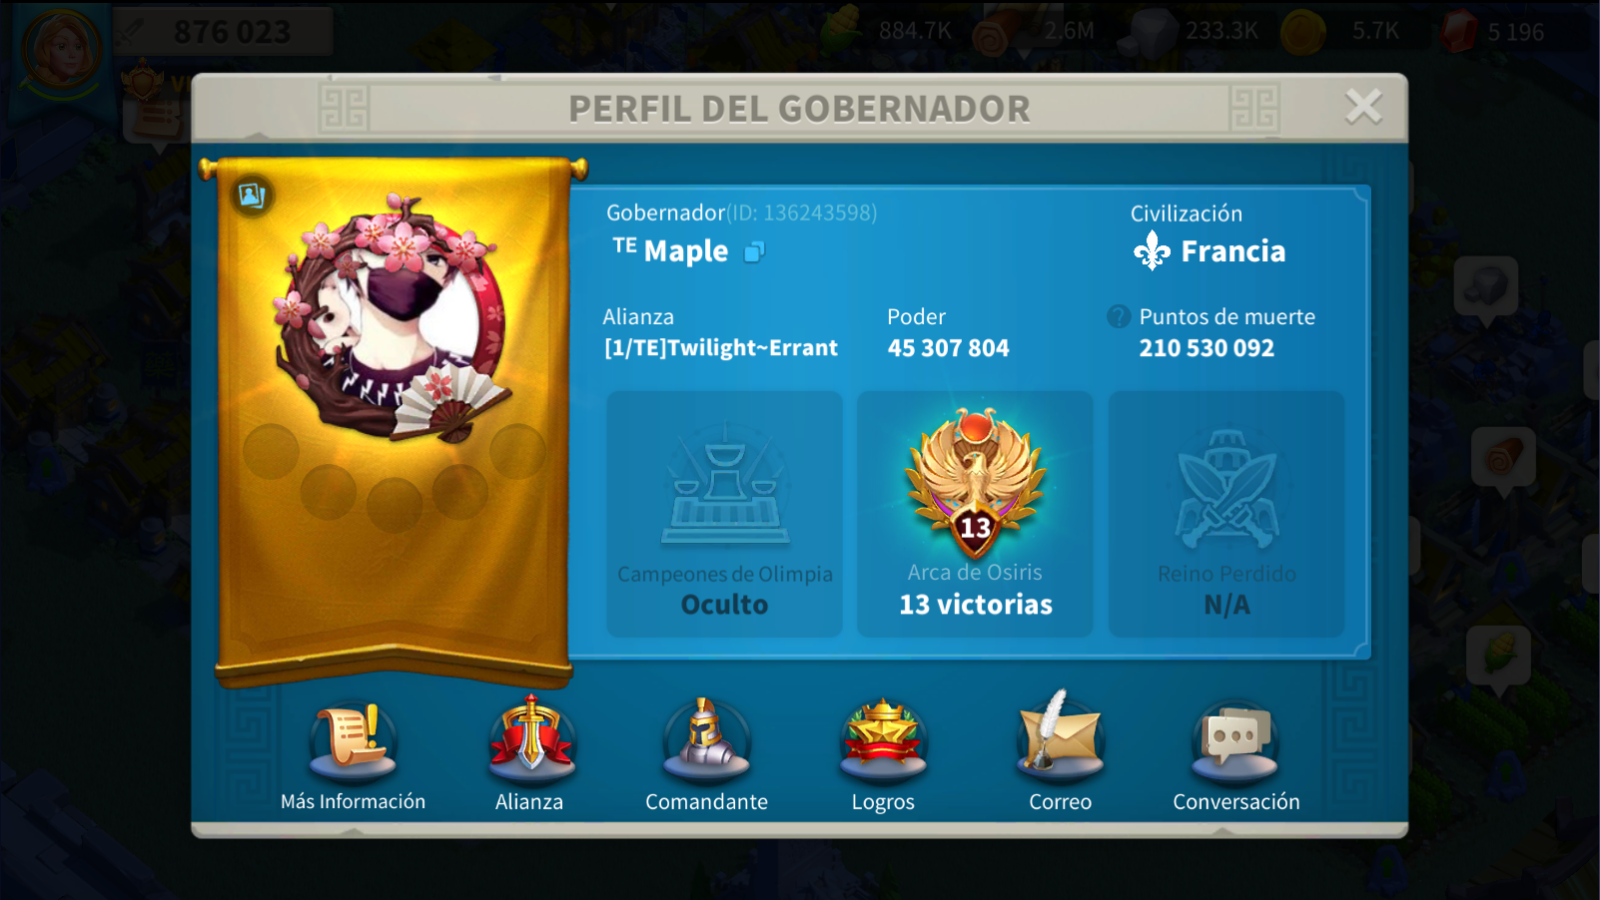 876 023
884.7K
2.6M
233.3K
5.7K
5 196
PERFIL DEL GOBERNADOR
Gobernador(ID: 136243598)
ᵀᴱ Maple
Civilización
Francia
Alianza
[1/TE]Twilight~Errant
Poder
45 307 804
? Puntos de muerte
210 530 092
Campeones de Olimpia
Oculto
13
Arca de Osiris
13 victorias
Reino Perdido
N/A
Más Información
Alianza
Comandante
Logros
Correo
Conversación